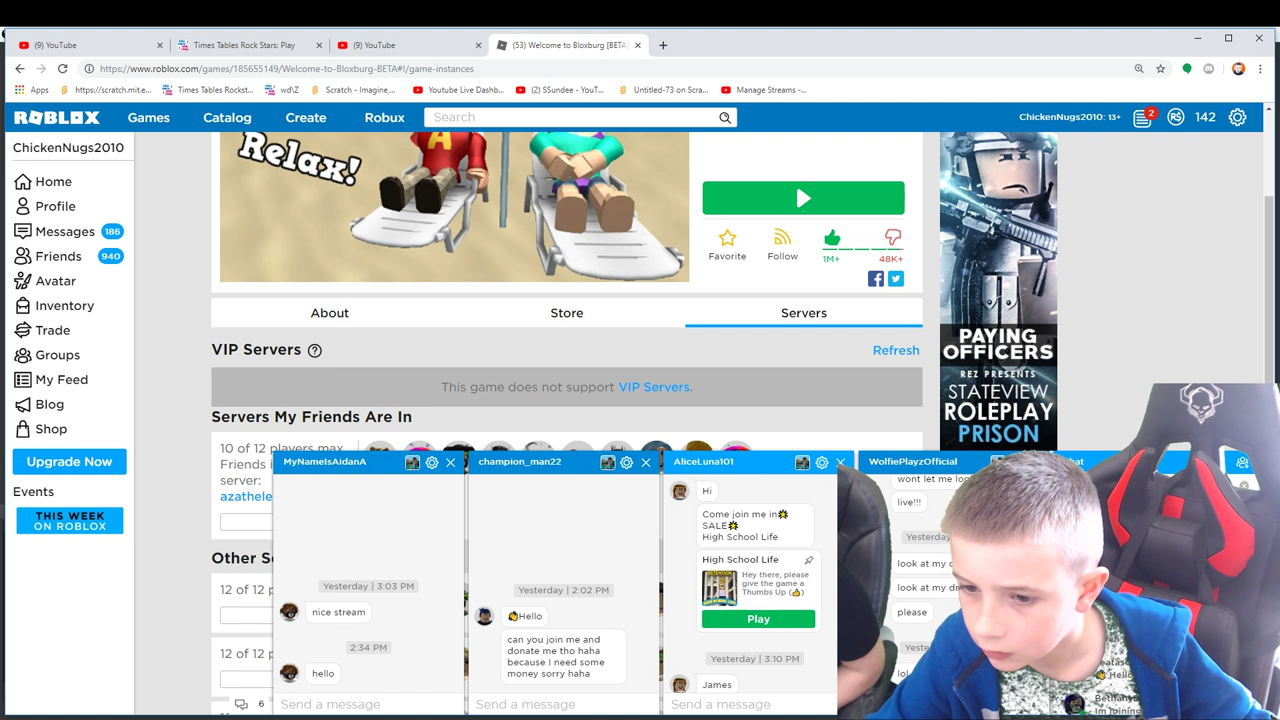 (9) YouTube
Times Tables Rock Stars: Play
(9) YouTube
(53) Welcome to Bloxburg [BETA]
https://www.roblox.com/games/185655149/Welcome-to-Bloxburg-BETA#!/game-instances
Apps
https://scratch.mit.e
Times Tables Rockst...
wd\Z
Scratch - Imagine,...
Youtube Live Dashb...
(2) SSundee - YouT...
Untitled-73 on Scra...
Manage Streams -...
ROBLOX
Games
Catalog
Create
Robux
Search
ChickenNugs2010: 13+
2
142
ChickenNugs2010
Home
Profile
Messages 186
Friends 940
Avatar
Inventory
Trade
Groups
My Feed
Blog
Shop
Upgrade Now
Events
THIS WEEK
ON ROBLOX
Relax!
Favorite
Follow
1M+
48K+
About
Store
Servers
VIP Servers
Refresh
This game does not support VIP Servers.
Servers My Friends Are In
10 of 12 players max
Friends i
server:
azathele
Other Se
12 of 12 p
12 of 12 p
PAYING
OFFICERS
REZ PRESENTS
STATEVIEW
ROLEPLAY
PRISON
MyNameIsAidanA
Yesterday | 3:03 PM
nice stream
2:34 PM
hello
Send a message
champion_man22
Yesterday | 2:02 PM
Hello
can you join me and
donate me tho haha
because I need some
money sorry haha
Send a message
AliceLuna101
Hi
Come join me in
SALE
High School Life
High School Life
Hey there, please
give the game a
Thumbs Up (👍)
Play
Yesterday | 3:10 PM
James
Send a message
WolfiePlayzOfficial
wont let me log
live!!!
Yesterday
look at my d
look at my dr
please
Yeste
lol
6